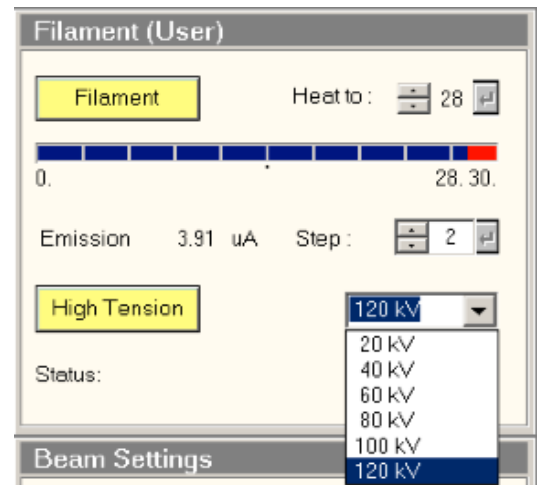 Filament (User)
Filament Heat to : 28
0. 28. 30.
Emission 3.91 uA Step : 2
High Tension 120 kV
Status:
20 kV
40 kV
60 kV
80 kV
100 kV
120 kV
Beam Settings